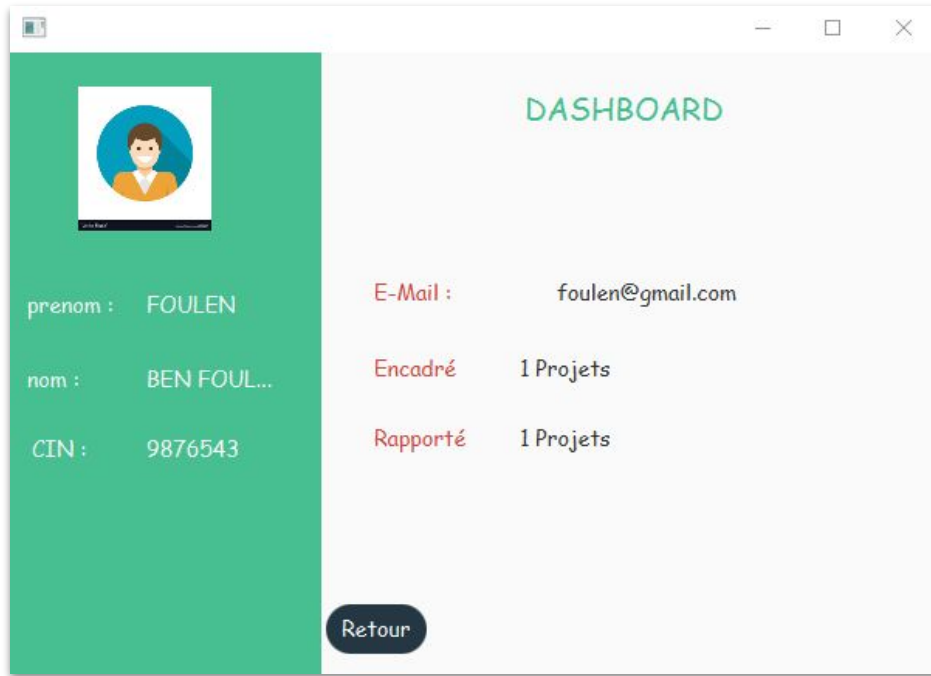 DASHBOARD
prenom : FOULEN
nom : BEN FOUL...
CIN : 9876543
E-Mail : foulen@gmail.com
Encadré 1 Projets
Rapporté 1 Projets
Retour